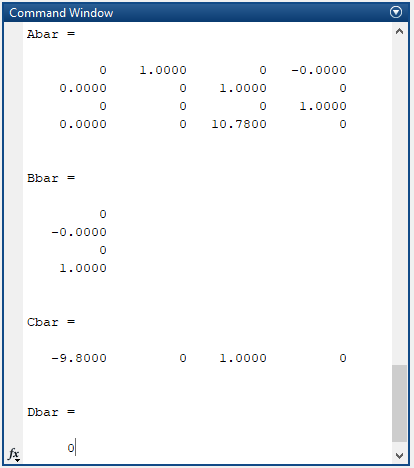 Command Window
Abar =
0 1.0000 0 -0.0000
0.0000 0 1.0000 0
0 0 0 1.0000
0.0000 0 10.7800 0
Bbar =
0
-0.0000
0
1.0000
Cbar =
-9.8000 0 1.0000 0
Dbar =
fx 0